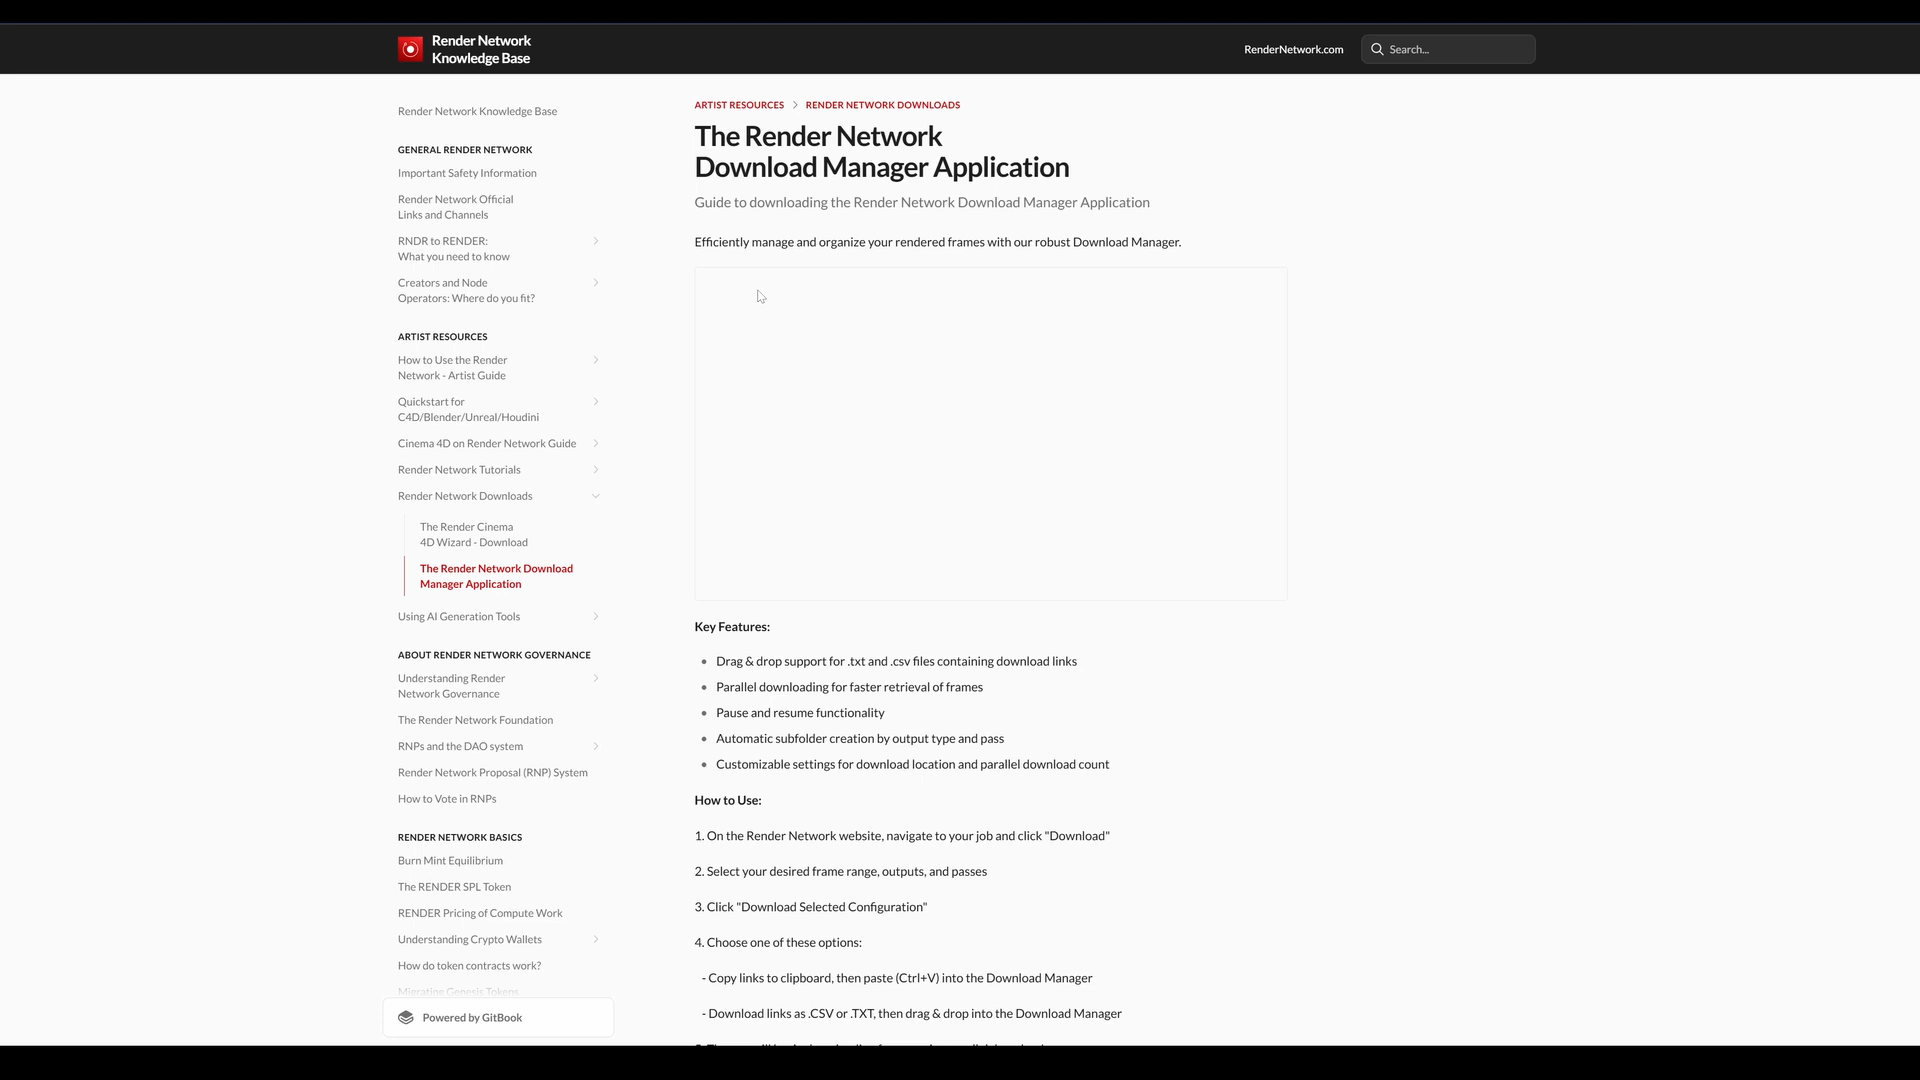 Render Network
Knowledge Base
RenderNetwork.com
Search...
Render Network Knowledge Base
GENERAL RENDER NETWORK
Important Safety Information
Render Network Official
Links and Channels
RNDR to RENDER:
What you need to know
Creators and Node
Operators: Where do you fit?
ARTIST RESOURCES
How to Use the Render
Network - Artist Guide
Quickstart for
C4D/Blender/Unreal/Houdini
Cinema 4D on Render Network Guide
Render Network Tutorials
Render Network Downloads
The Render Cinema
4D Wizard - Download
The Render Network Download
Manager Application
Using AI Generation Tools
ABOUT RENDER NETWORK GOVERNANCE
Understanding Render
Network Governance
The Render Network Foundation
RNPs and the DAO system
Render Network Proposal (RNP) System
How to Vote in RNPs
RENDER NETWORK BASICS
Burn Mint Equilibrium
The RENDER SPL Token
RENDER Pricing of Compute Work
Understanding Crypto Wallets
How do token contracts work?
Migrating Genesis Tokens
Powered by GitBook
ARTIST RESOURCES > RENDER NETWORK DOWNLOADS
The Render Network
Download Manager Application
Guide to downloading the Render Network Download Manager Application
Efficiently manage and organize your rendered frames with our robust Download Manager.
Key Features:
• Drag & drop support for .txt and .csv files containing download links
• Parallel downloading for faster retrieval of frames
• Pause and resume functionality
• Automatic subfolder creation by output type and pass
• Customizable settings for download location and parallel download count
How to Use:
1. On the Render Network website, navigate to your job and click "Download"
2. Select your desired frame range, outputs, and passes
3. Click "Download Selected Configuration"
4. Choose one of these options:
- Copy links to clipboard, then paste (Ctrl+V) into the Download Manager
- Download links as .CSV or .TXT, then drag & drop into the Download Manager